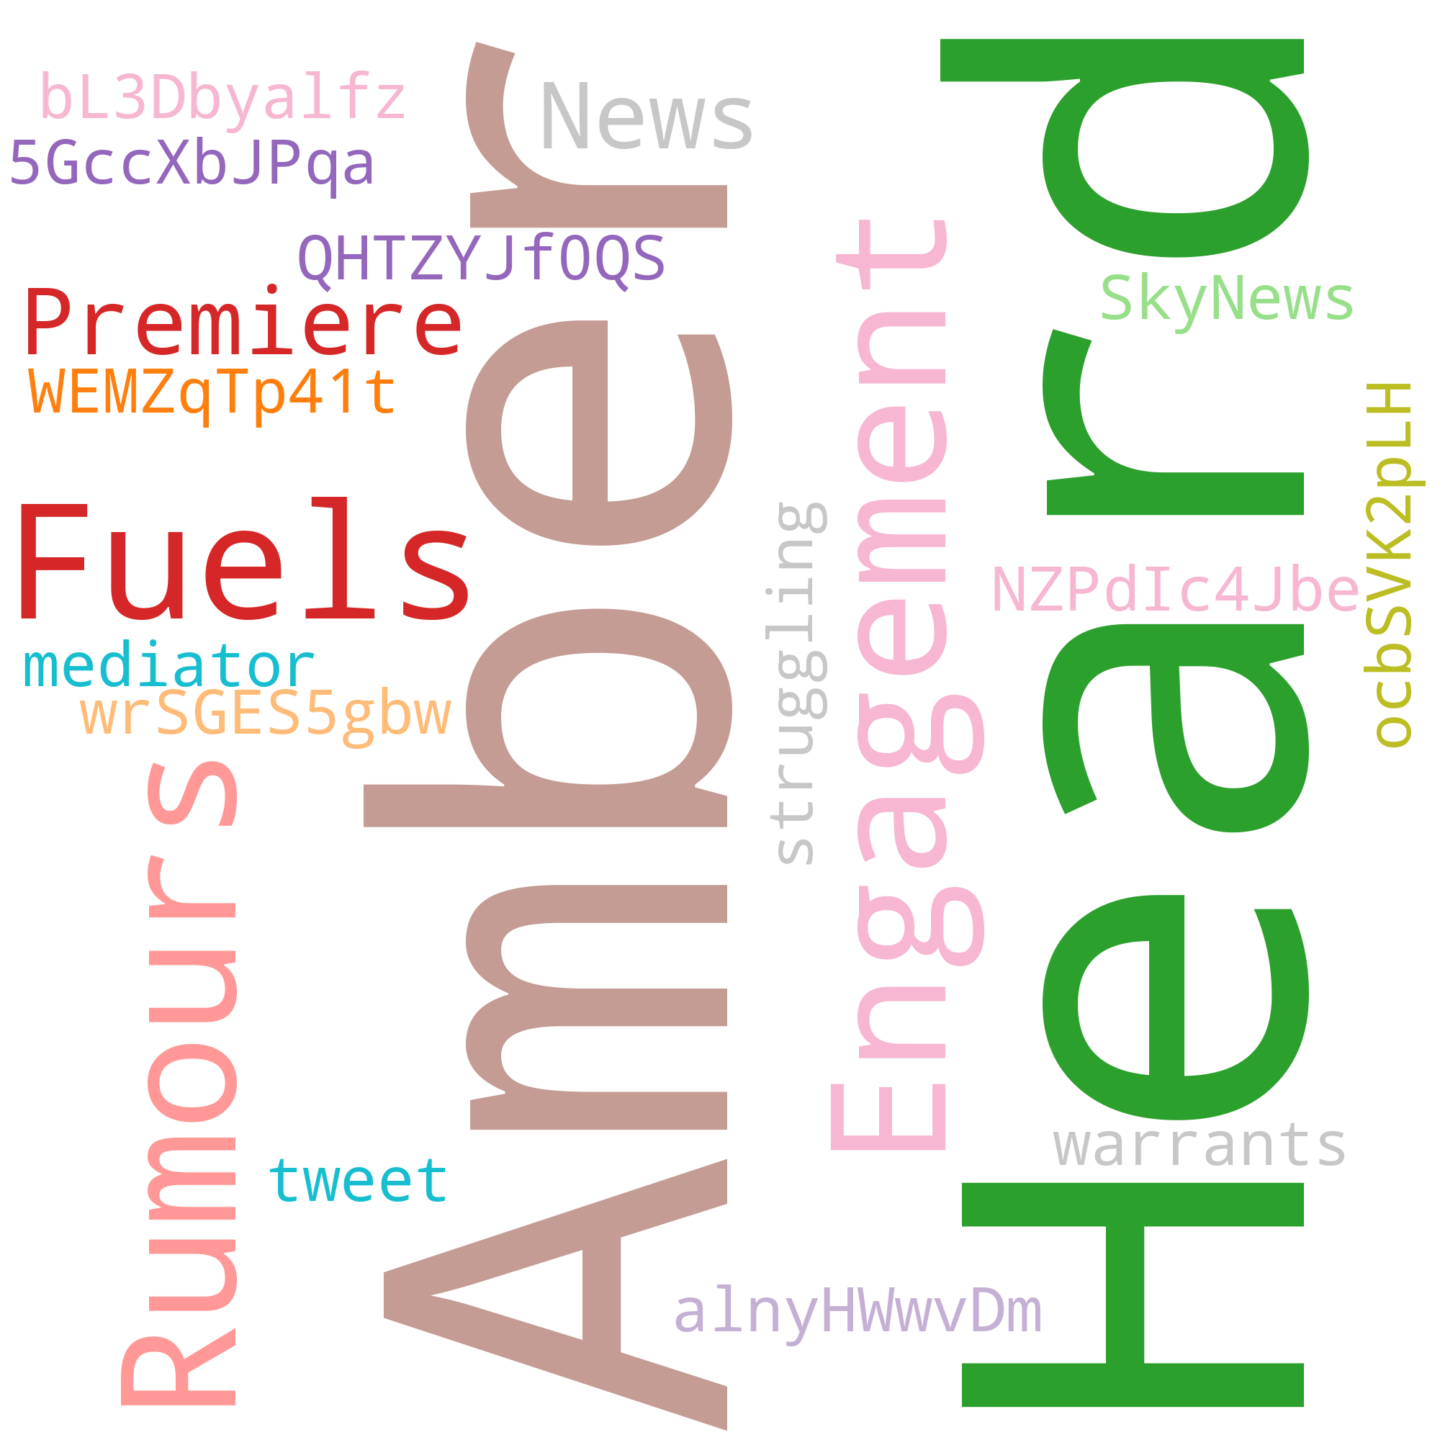 bL3Dbyalfz
5GccXbJPqa
News
QHTZYJf0QS
Premiere
WEMZqTp41t
Fuels
mediator
wrSGES5gbw
Rumours
tweet
Amber
struggling
Engagement
Heard
SkyNews
NZPdIc4Jbe
ocbSVK2pLH
warrants
alnyHWwvDm